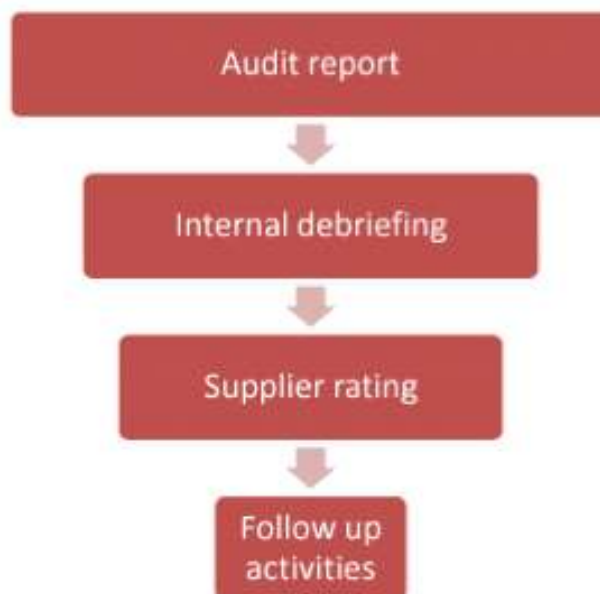 Audit report
Internal debriefing
Supplier rating
Follow up
activities